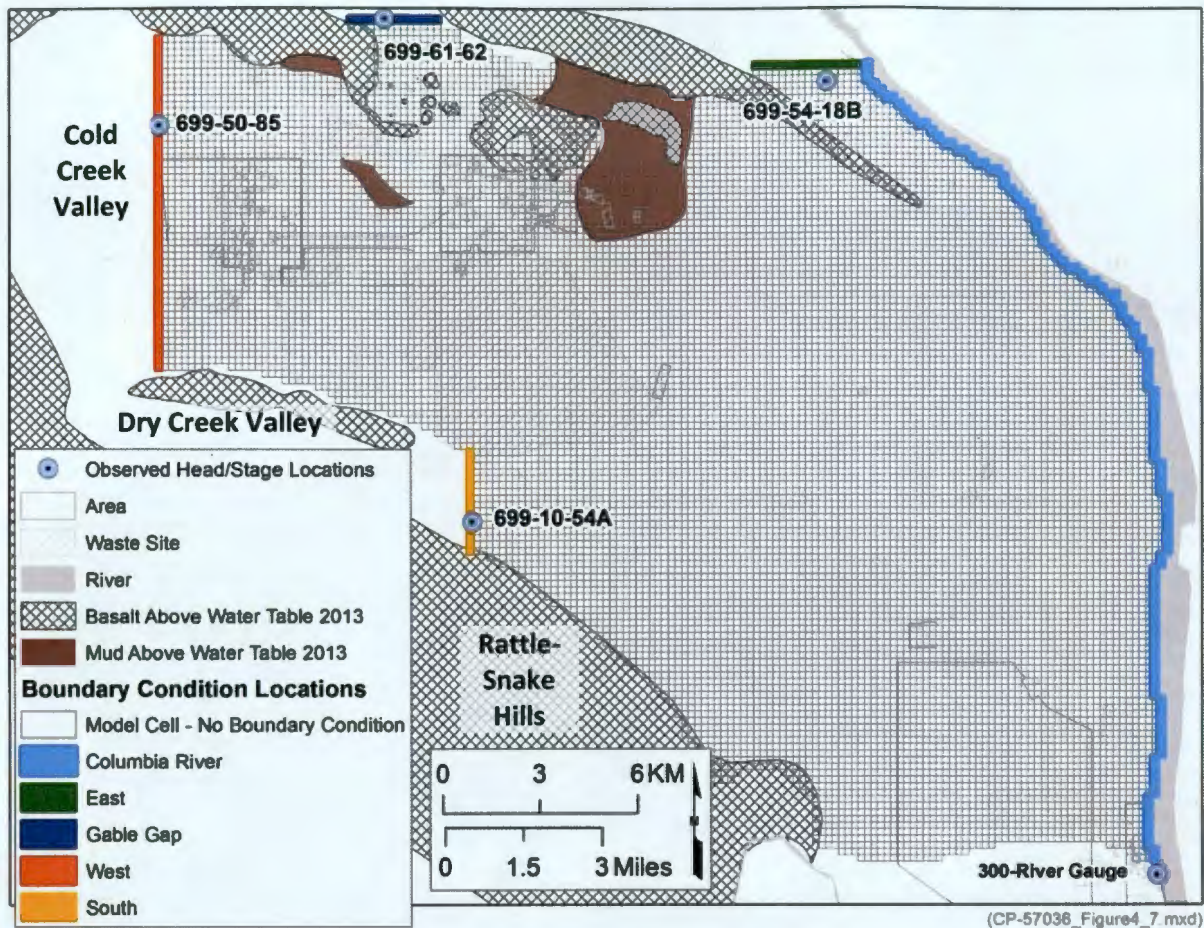 699-61-62
699-50-85
699-54-18B
Cold
Creek
Valley
Dry Creek Valley
699-10-54A
Rattle-
Snake
Hills
300-River Gauge
Observed Head/Stage Locations
Area
Waste Site
River
Basalt Above Water Table 2013
Mud Above Water Table 2013
Boundary Condition Locations
Model Cell - No Boundary Condition
Columbia River
East
Gable Gap
West
South
0 3 6 KM
0 1.5 3 Miles
(CP-57036_Figure4_7.mxd)